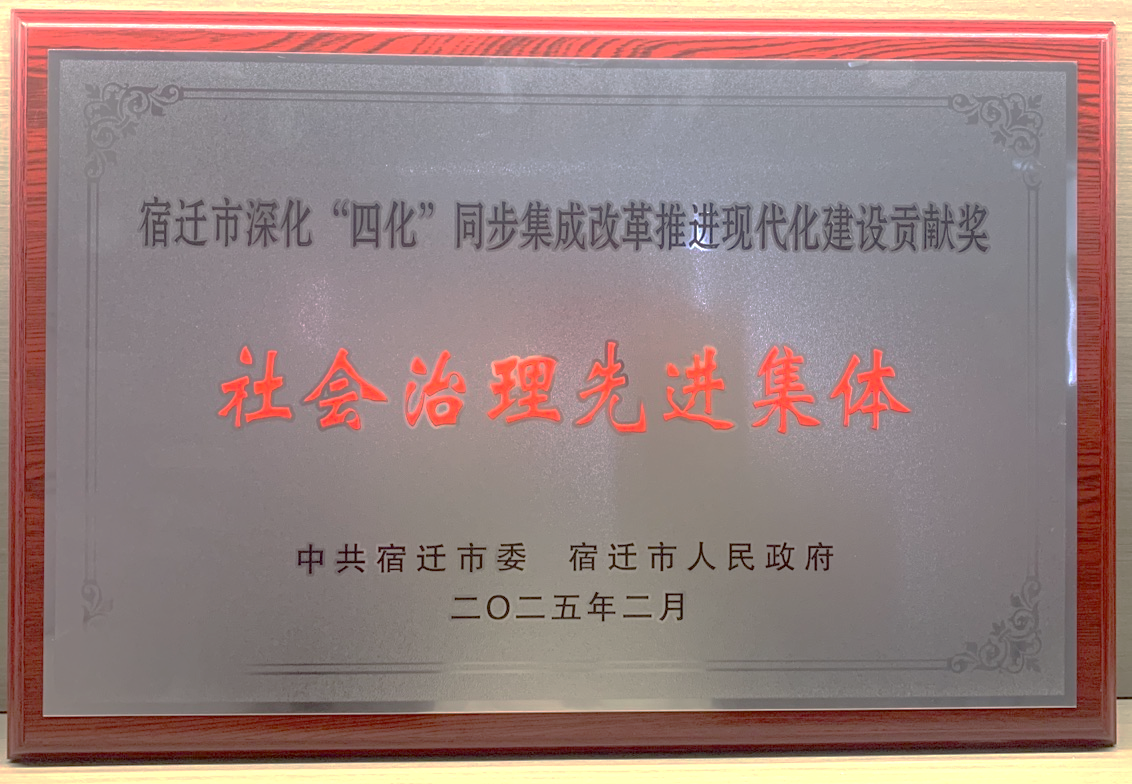 宿迁市深化“四化”同步集成改革推进现代化建设贡献奖
社会治理先进集体
中共宿迁市委 宿迁市人民政府
二〇二五年二月